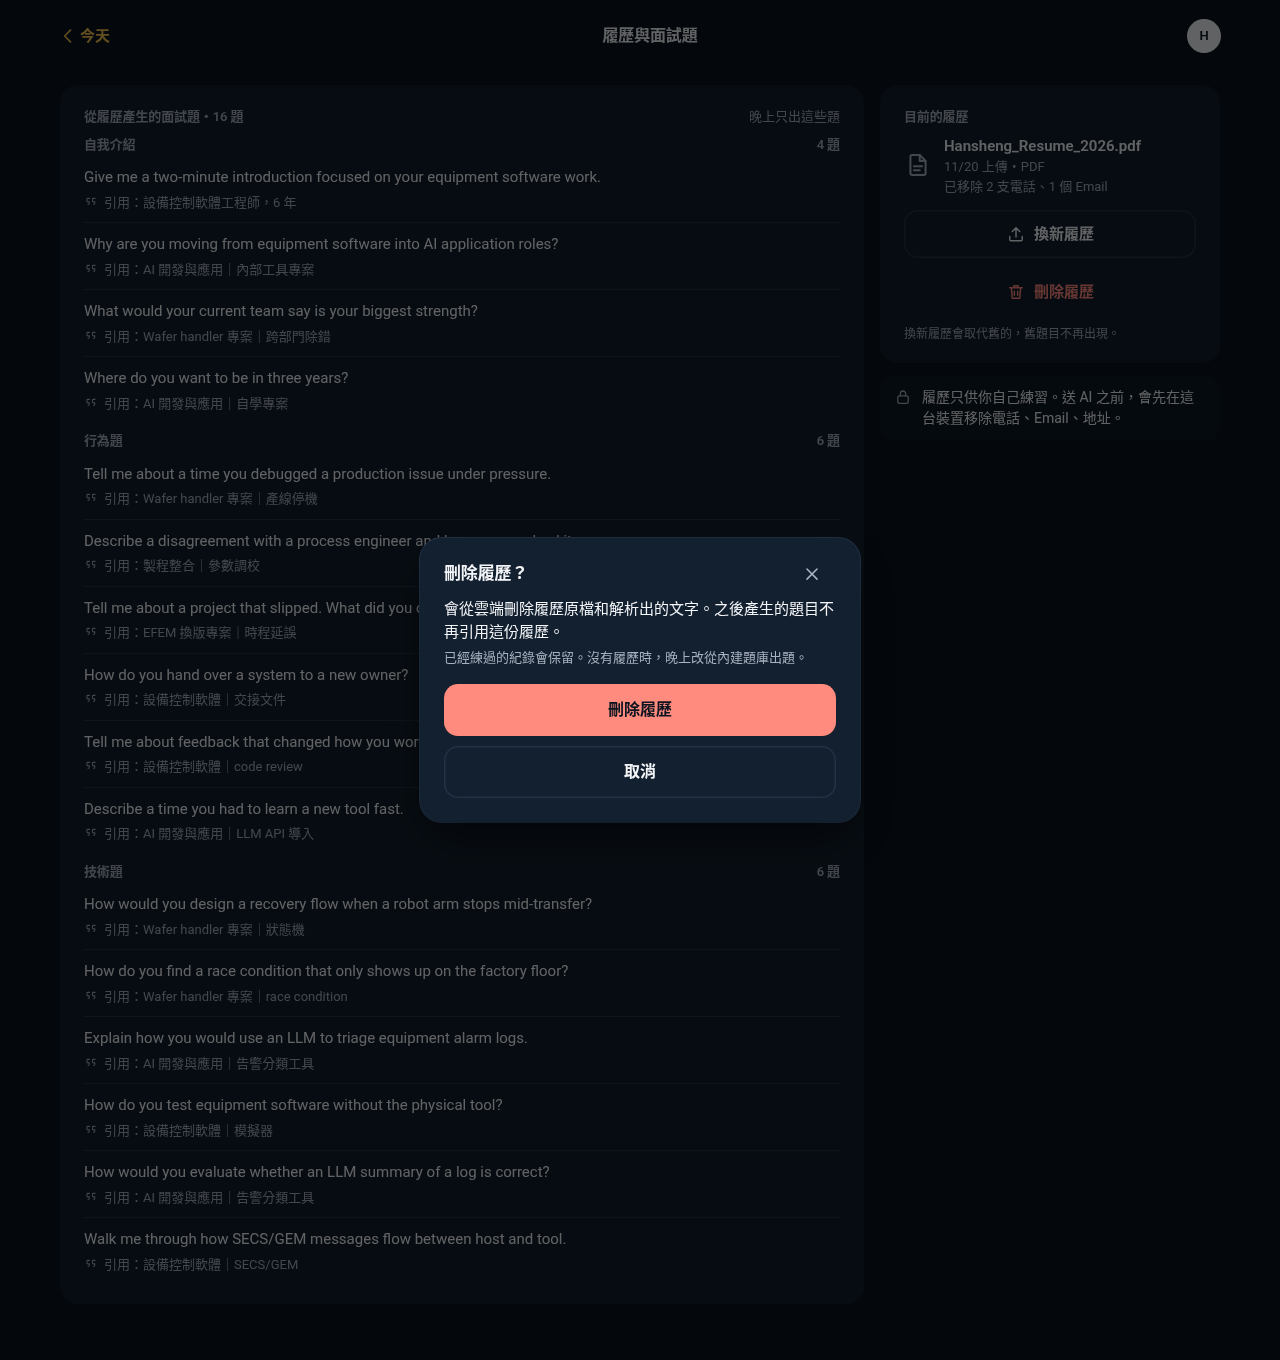 今天
履歷與面試題
H
從履歷產生的面試題・16 題
晚上只出這些題
自我介紹
4 題
Give me a two-minute introduction focused on your equipment software work.
引用：設備控制軟體工程師，6 年
Why are you moving from equipment software into AI application roles?
引用：AI 開發與應用｜內部工具專案
What would your current team say is your biggest strength?
引用：Wafer handler 專案｜跨部門除錯
Where do you want to be in three years?
引用：AI 開發與應用｜自學專案
行為題
6 題
Tell me about a time you debugged a production issue under pressure.
引用：Wafer handler 專案｜產線停機
Describe a disagreement with a process engineer
引用：製程整合｜參數調校
Tell me about a project that slipped. What did you
引用：EFEM 換版專案｜時程延誤
How do you hand over a system to a new owner?
引用：設備控制軟體｜交接文件
Tell me about feedback that changed how you
引用：設備控制軟體｜code review
Describe a time you had to learn a new tool fast.
引用：AI 開發與應用｜LLM API 導入
技術題
6 題
How would you design a recovery flow when a robot arm stops mid-transfer?
引用：Wafer handler 專案｜狀態機
How do you find a race condition that only shows up on the factory floor?
引用：Wafer handler 專案｜race condition
Explain how you would use an LLM to triage equipment alarm logs.
引用：AI 開發與應用｜告警分類工具
How do you test equipment software without the physical tool?
引用：設備控制軟體｜模擬器
How would you evaluate whether an LLM summary of a log is correct?
引用：AI 開發與應用｜告警分類工具
Walk me through how SECS/GEM messages flow between host and tool.
引用：設備控制軟體｜SECS/GEM
目前的履歷
Hansheng_Resume_2026.pdf
11/20 上傳・PDF
已移除 2 支電話、1 個 Email
換新履歷
刪除履歷
換新履歷會取代舊的，舊題目不再出現。
履歷只供你自己練習。送 AI 之前，會先在這
台裝置移除電話、Email、地址。
刪除履歷？
會從雲端刪除履歷原檔和解析出的文字。之後產生的題目不
再引用這份履歷。
已經練過的紀錄會保留。沒有履歷時，晚上改從內建題庫出題。
刪除履歷
取消